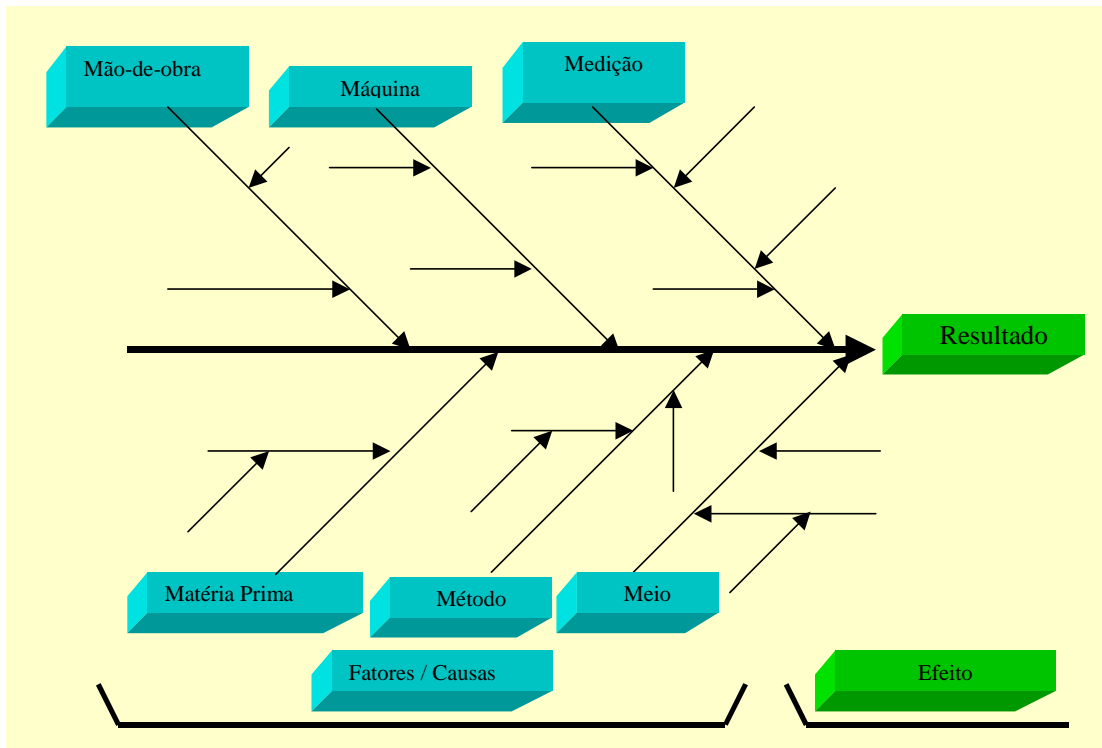 Mão-de-obra
Máquina
Medição
Resultado
Matéria Prima
Método
Meio
Fatores / Causas
Efeito